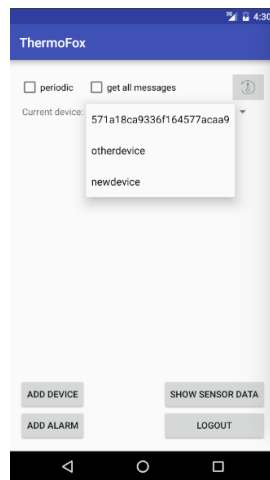 4:30
ThermoFox
periodic get all messages
Current device:
571a18ca9336f164577acaa9
otherdevice
newdevice
ADD DEVICE SHOW SENSOR DATA
ADD ALARM LOGOUT